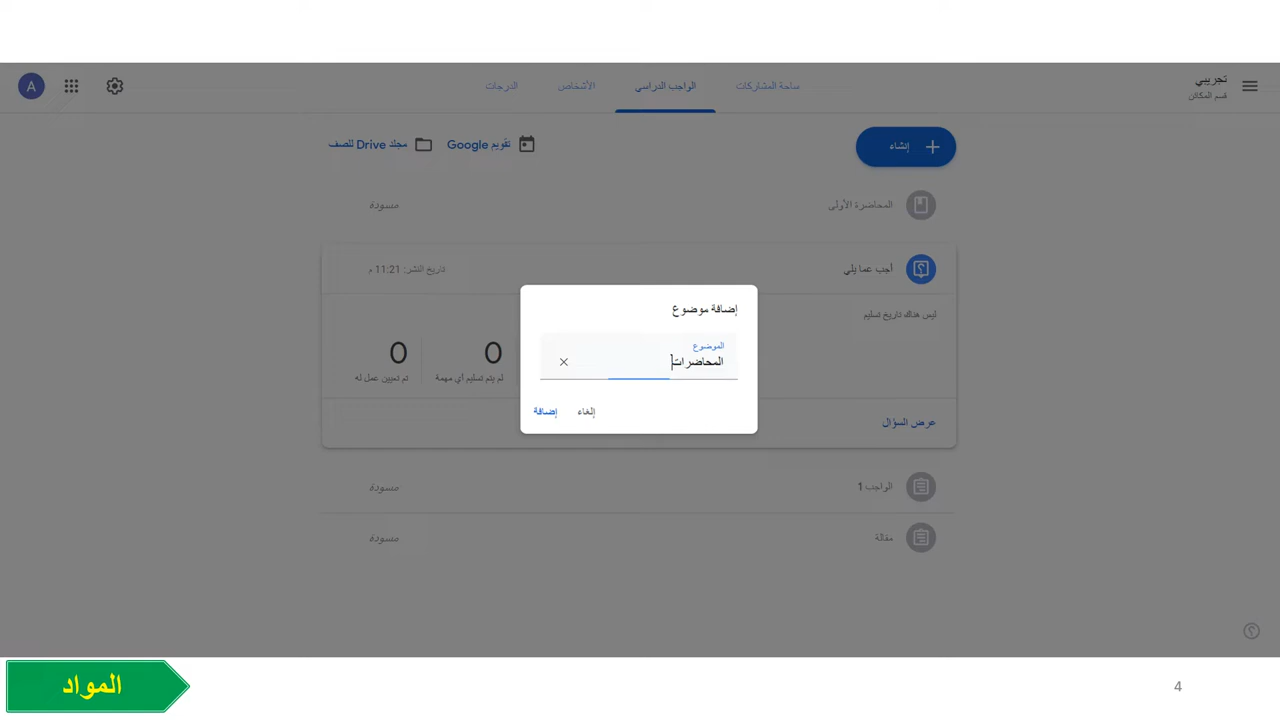 تجريبي
قسم المكائن
ساحة المشاركات
الواجب الدراسي
الأشخاص
الدرجات
A
إنشاء
تقويم Google
مجلد Drive للصف
المحاضرة الأولى
مسودة
أجب عما يلي
تاريخ النشر: 11:21 م
ليس هناك تاريخ تسليم
0
لم يتم تسليم أي مهمة
0
تم تعيين عمل له
عرض السؤال
إضافة موضوع
الموضوع
المحاضرات
إلغاء
إضافة
الواجب 1
مسودة
مقالة
مسودة
المواد
4